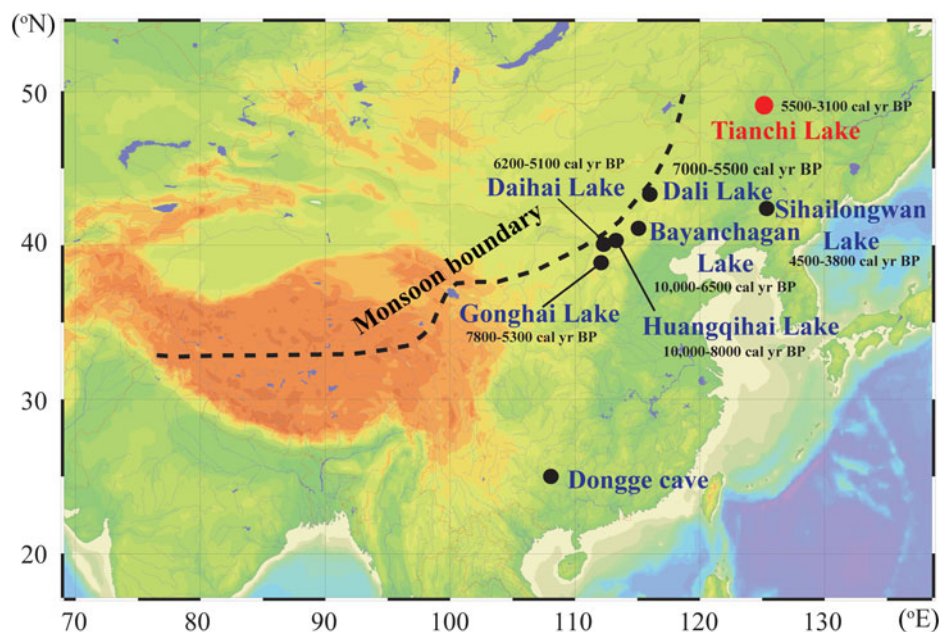 (°N)
50
40
30
20
5500-3100 cal yr BP
Tianchi Lake
6200-5100 cal yr BP
Daihai Lake
7000-5500 cal yr BP
Dali Lake
Sihailongwan
Lake
4500-3800 cal yr BP
Bayanchagan
Lake
10,000-6500 cal yr BP
Monsoon boundary
Gonghai Lake
7800-5300 cal yr BP
Huangqihai Lake
10,000-8000 cal yr BP
Dongge cave
70 80 90 100 110 120 130 (°E)